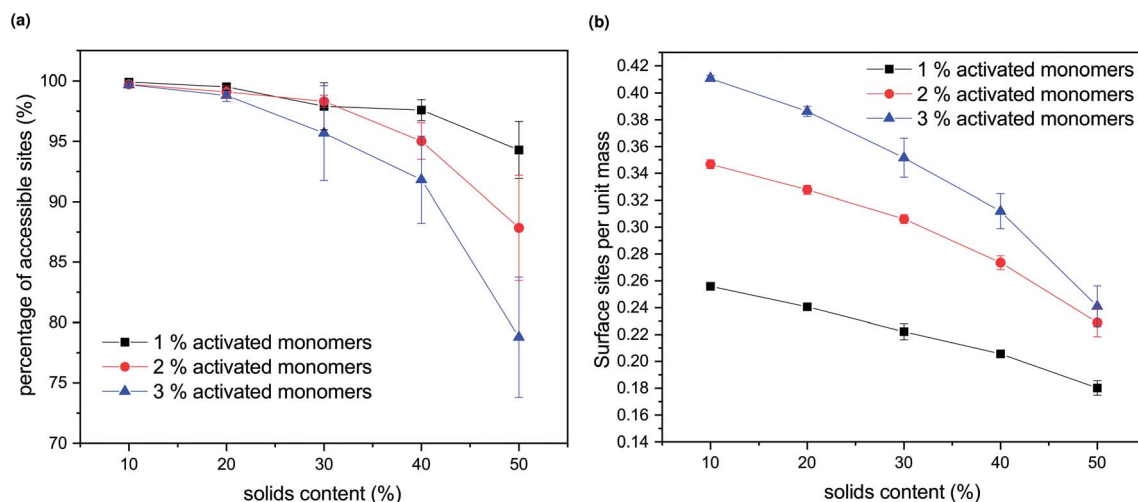 (a)
percentage of accessible sites (%)
100
95
90
85
80
75
70
1 % activated monomers
2 % activated monomers
3 % activated monomers
10 20 30 40 50
solids content (%)
(b)
Surface sites per unit mass
0.42
0.40
0.38
0.36
0.34
0.32
0.30
0.28
0.26
0.24
0.22
0.20
0.18
0.16
0.14
1 % activated monomers
2 % activated monomers
3 % activated monomers
10 20 30 40 50
solids content (%)